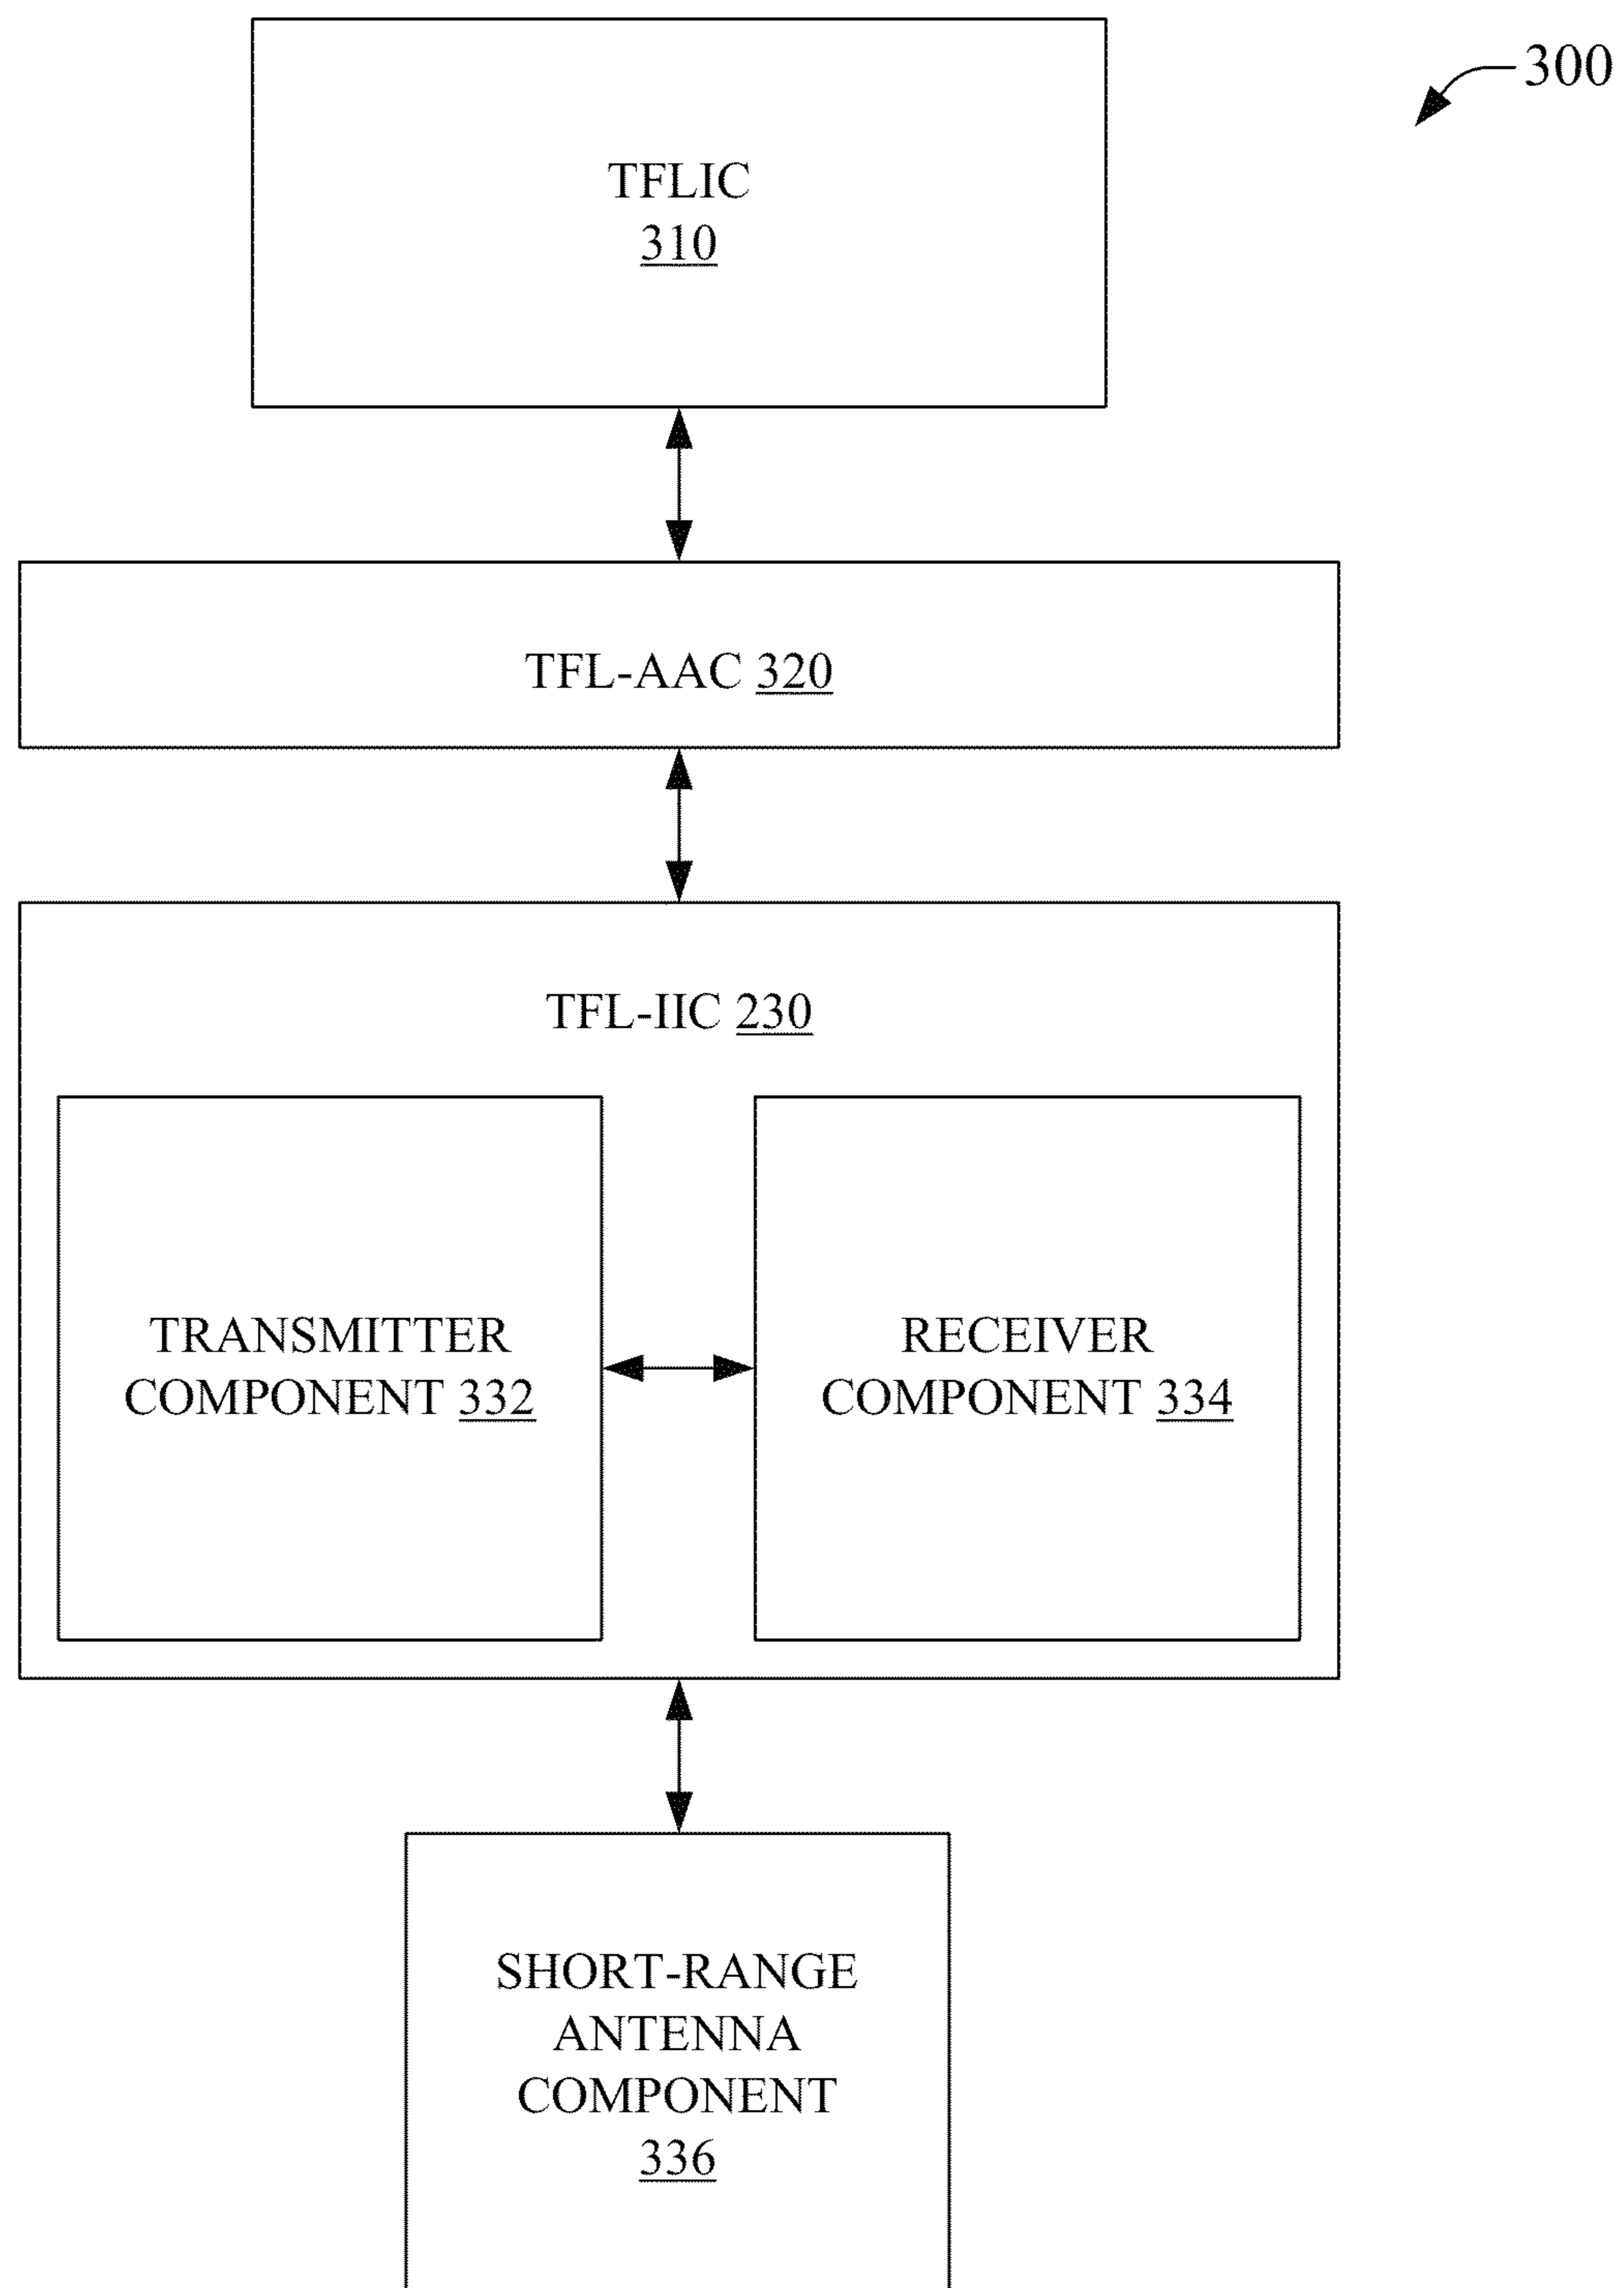 300
TFLIC
310
TFL-AAC 320
TFL-IIC 230
TRANSMITTER
COMPONENT 332
RECEIVER
COMPONENT 334
SHORT-RANGE
ANTENNA
COMPONENT
336